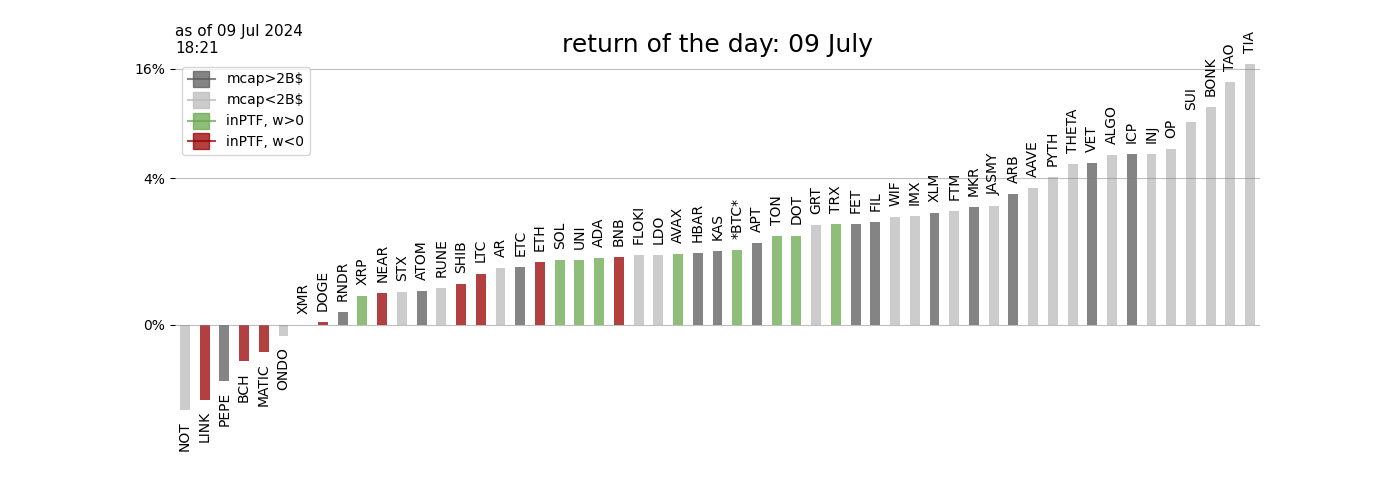 as of 09 Jul 2024
18:21
return of the day: 09 July
16%
4%
0%
mcap>2B$
mcap<2B$
inPTF, w>0
inPTF, w<0
NOT
LINK
PEPE
BCH
MATIC
ONDO
XMR
DOGE
RNDR
XRP
NEAR
STX
ATOM
RUNE
SHIB
LTC
AR
ETC
ETH
SOL
UNI
ADA
BNB
FLOKI
LDO
AVAX
HBAR
KAS
*BTC*
APT
TON
DOT
GRT
TRX
FET
FIL
WIF
IMX
XLM
FTM
MKR
JASMY
ARB
AAVE
PYTH
THETA
VET
ALGO
ICP
INJ
OP
SUI
BONK
TAO
TIA